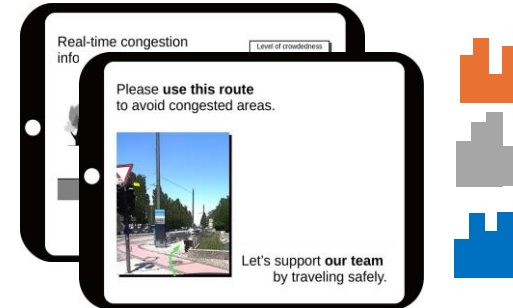 Real-time congestion
info
Level of crowdedness
Please use this route
to avoid congested areas.
Let's support our team
by traveling safely.